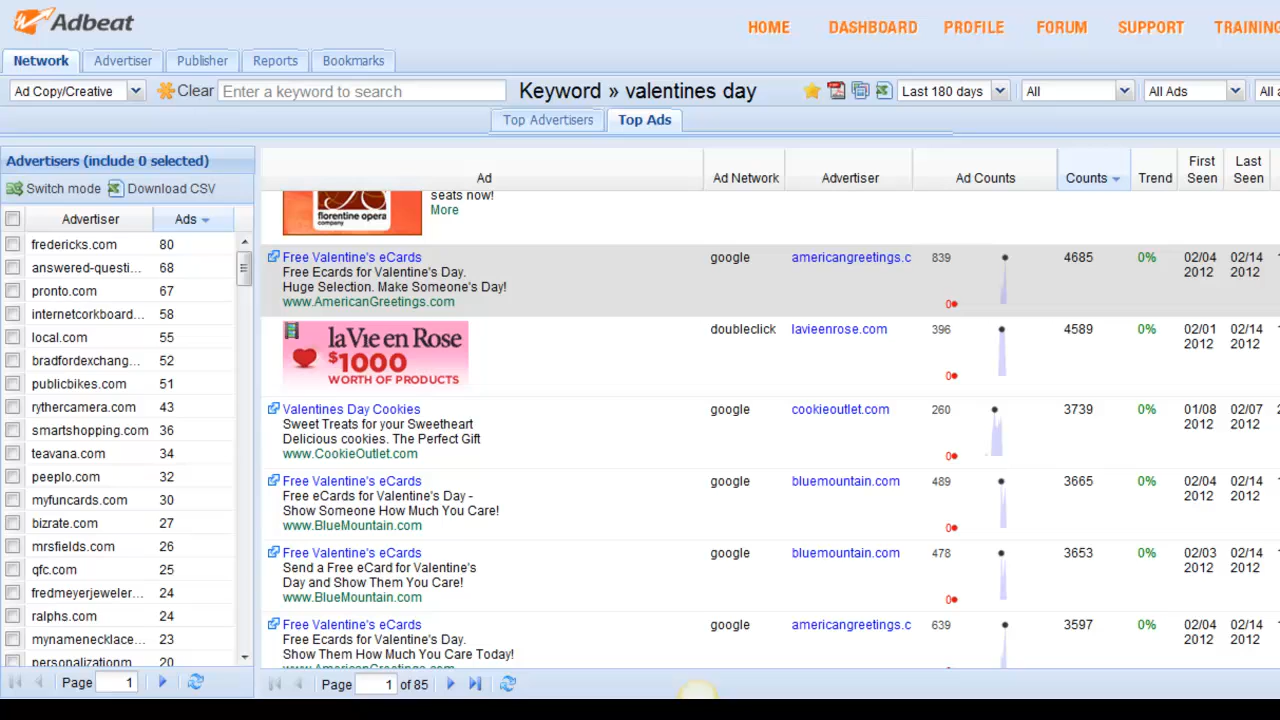 Adbeat
HOME DASHBOARD PROFILE FORUM SUPPORT TRAINING
Network Advertiser Publisher Reports Bookmarks
Ad Copy/Creative Clear Enter a keyword to search Keyword » valentines day Last 180 days All All Ads All
Top Advertisers Top Ads
Advertisers (include 0 selected)
Switch mode Download CSV
Advertiser Ads
fredericks.com 80
answered-questi... 68
pronto.com 67
internetcorkboard... 58
local.com 55
bradfordexchang... 52
publicbikes.com 51
rythercamera.com 43
smartshopping.com 36
teavana.com 34
peeplo.com 32
myfuncards.com 30
bizrate.com 27
mrsfields.com 26
qfc.com 25
fredmeyerjeweler... 24
ralphs.com 24
mynamenecklace... 23
personalizationm 20
Page 1
Ad Ad Network Advertiser Ad Counts Counts Trend First Seen Last Seen
florentine opera
company
seats now!
More
Free Valentine's eCards google americangreetings.c 839 4685 0% 02/04 02/14
Free Ecards for Valentine's Day. 2012 2012
Huge Selection. Make Someone's Day!
www.AmericanGreetings.com 0
la Vie en Rose doubleclick lavieenrose.com 396 4589 0% 02/01 02/14
$1000 2012 2012
WORTH OF PRODUCTS 0
Valentines Day Cookies google cookieoutlet.com 260 3739 0% 01/08 02/07
Sweet Treats for your Sweetheart 2012 2012
Delicious cookies. The Perfect Gift
www.CookieOutlet.com 0
Free Valentine's eCards google bluemountain.com 489 3665 0% 02/04 02/14
Free eCards for Valentine's Day - 2012 2012
Show Someone How Much You Care!
www.BlueMountain.com 0
Free Valentine's eCards google bluemountain.com 478 3653 0% 02/03 02/14
Send a Free eCard for Valentine's 2012 2012
Day and Show Them You Care!
www.BlueMountain.com 0
Free Valentine's eCards google americangreetings.c 639 3597 0% 02/04 02/14
Free Ecards for Valentine's Day. 2012 2012
Show Them How Much You Care Today!
www.AmericanGreetings.com
Page 1 of 85